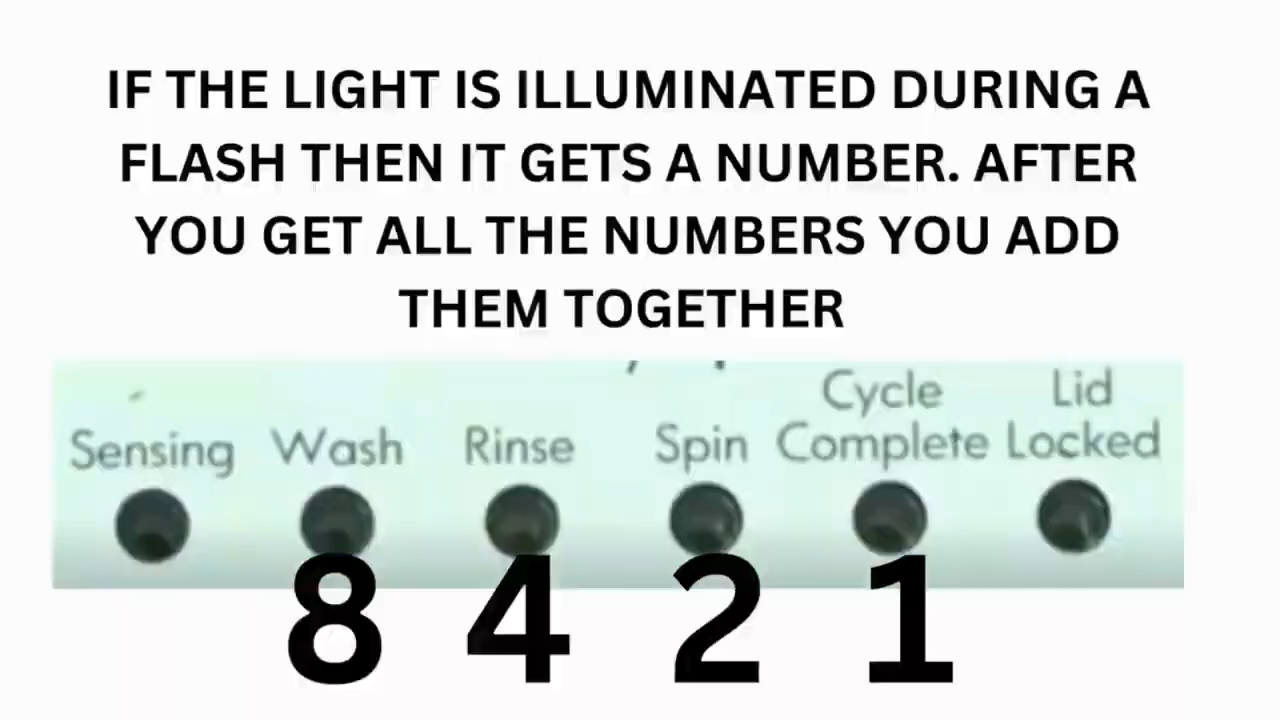 IF THE LIGHT IS ILLUMINATED DURING A
FLASH THEN IT GETS A NUMBER. AFTER
YOU GET ALL THE NUMBERS YOU ADD
THEM TOGETHER
Sensing Wash Rinse Spin Cycle Complete Lid Locked
8 4 2 1